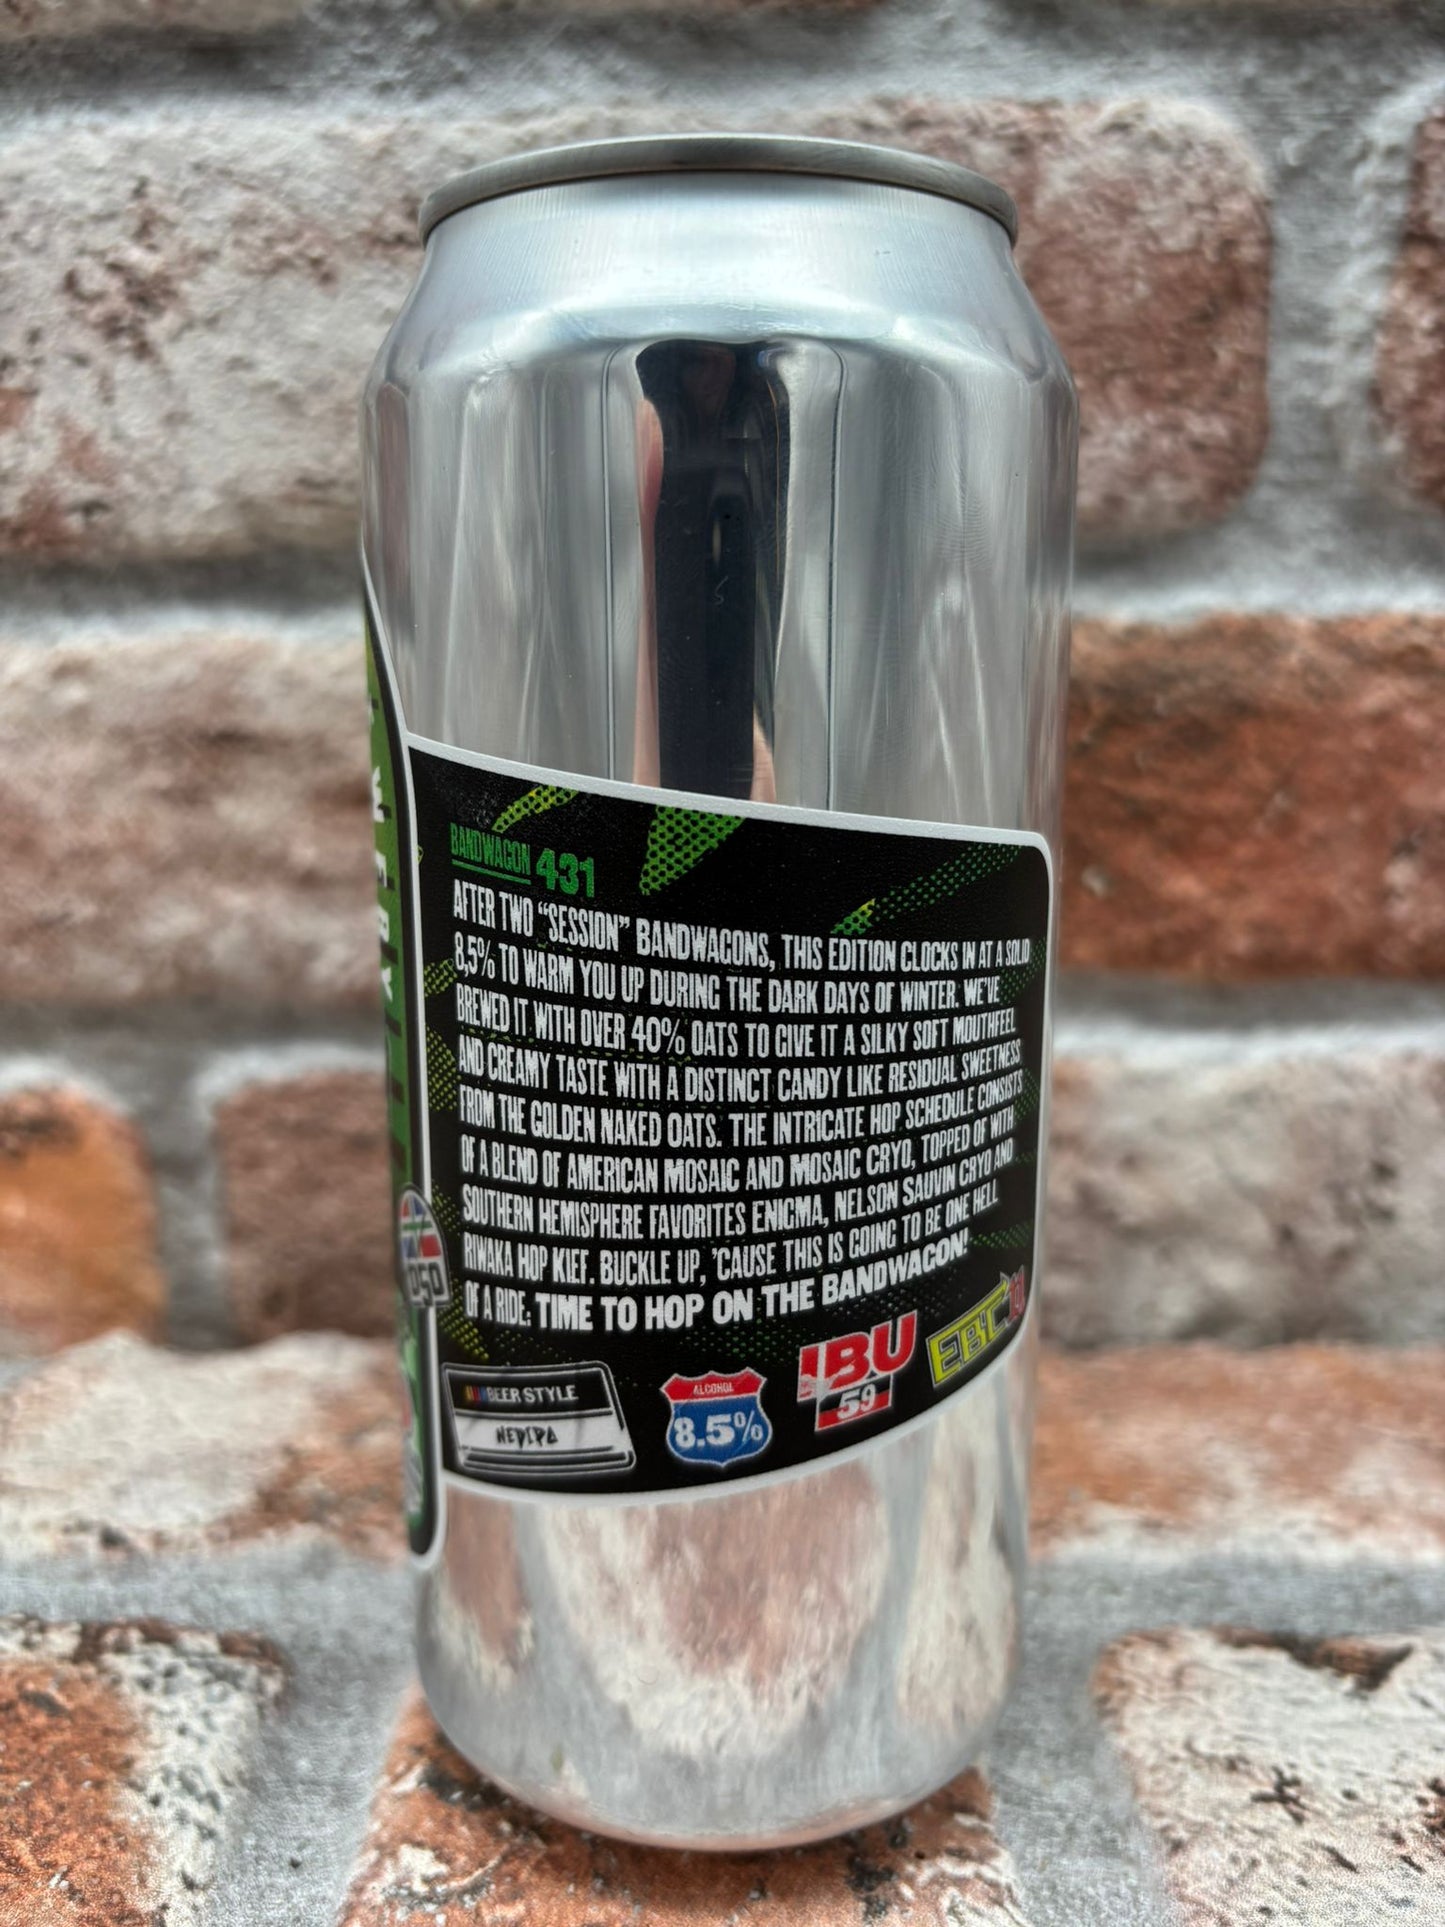 BANDWAGON 431
AFTER TWO “SESSION” BANDWAGONS, THIS EDITION CLOCKS IN AT A SOLID
8,5% TO WARM YOU UP DURING THE DARK DAYS OF WINTER. WE'VE
BREWED IT WITH OVER 40% OATS TO GIVE IT A SILKY SOFT MOUTHFEEL
AND CREAMY TASTE WITH A DISTINCT CANDY LIKE RESIDUAL SWEETNESS
FROM THE GOLDEN NAKED OATS. THE INTRICATE HOP SCHEDULE CONSISTS
OF A BLEND OF AMERICAN MOSAIC AND MOSAIC CRYO, TOPPED OF WITH
SOUTHERN HEMISPHERE FAVORITES ENIGMA, NELSON SAUVIN CRYO AND
RIWAKA HOP KIEF. BUCKLE UP, 'CAUSE THIS IS GOING TO BE ONE HELL
OF A RIDE: TIME TO HOP ON THE BANDWAGON!
BEER STYLE
NEDIPA
ALCOHOL
8.5%
IBU
59
EBC